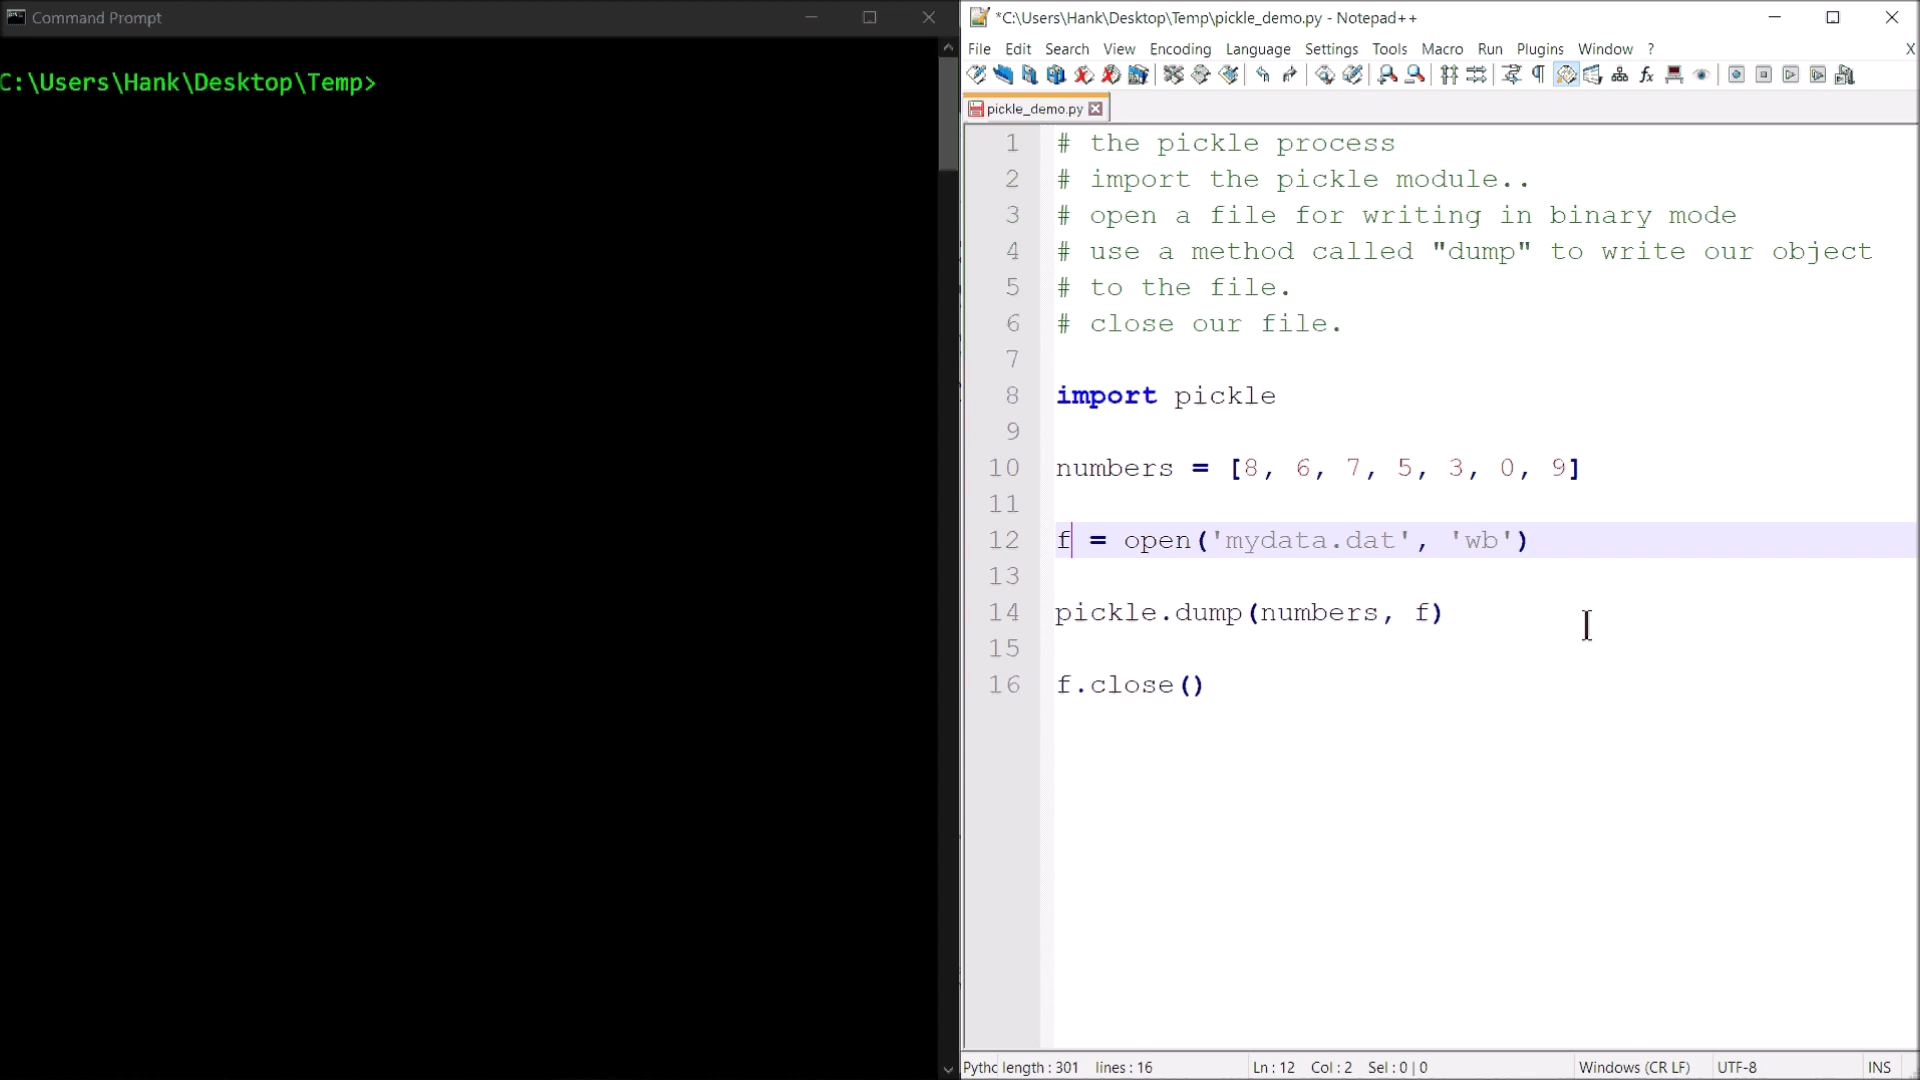 Command Prompt
C:\Users\Hank\Desktop\Temp>
*C:\Users\Hank\Desktop\Temp\pickle_demo.py - Notepad++
File Edit Search View Encoding Language Settings Tools Macro Run Plugins Window ? X
pickle_demo.py
1 # the pickle process
2 # import the pickle module..
3 # open a file for writing in binary mode
4 # use a method called "dump" to write our object
5 # to the file.
6 # close our file.
7
8 import pickle
9
10 numbers = [8, 6, 7, 5, 3, 0, 9]
11
12 f = open('mydata.dat', 'wb')
13
14 pickle.dump(numbers, f)
15
16 f.close()
Pythc length : 301 lines : 16 Ln : 12 Col : 2 Sel : 0 | 0 Windows (CR LF) UTF-8 INS